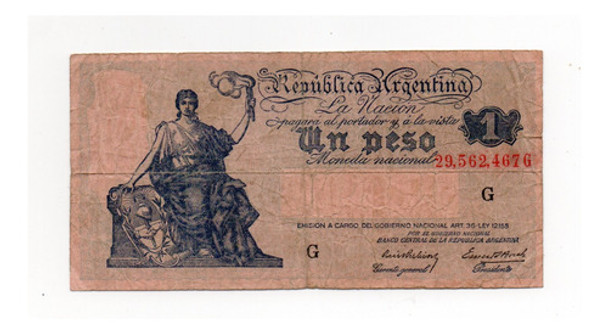 República Argentina
La Nación
pagará al portador y a la vista
Un peso
1
Moneda nacional
29,562,467G
G
EMISION A CARGO DEL GOBIERNO NACIONAL ART. 36-LEY 12155
POR EL GOBIERNO NACIONAL
BANCO CENTRAL DE LA REPUBLICA ARGENTINA
G
Gerente general Presidente